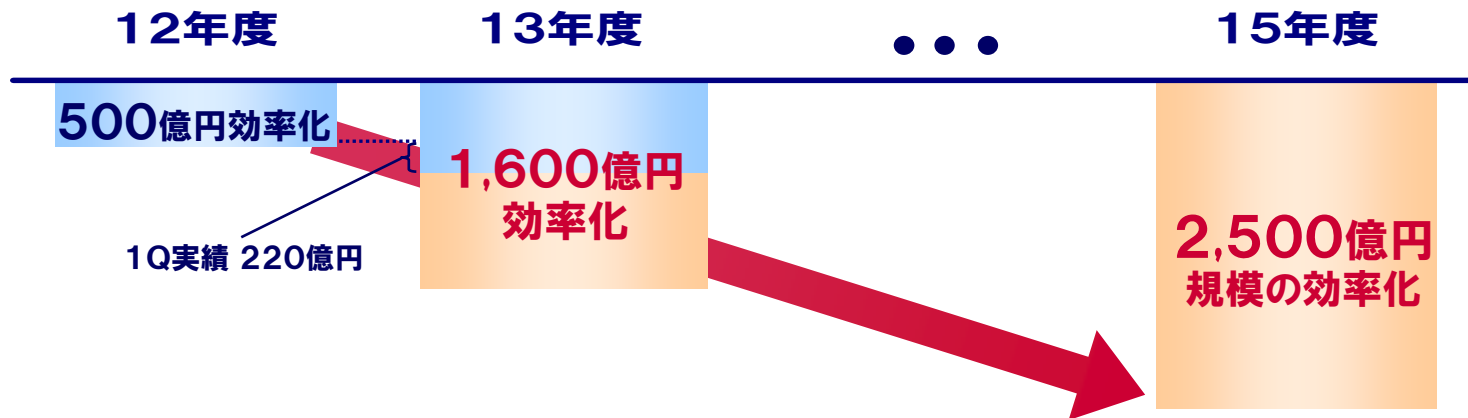 12年度
13年度
●●●
15年度
500億円効率化
1,600億円
効率化
1Q実績 220億円
2,500億円
規模の効率化